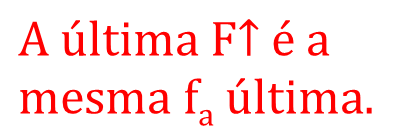 A última F↑ é a
mesma fₐ última.